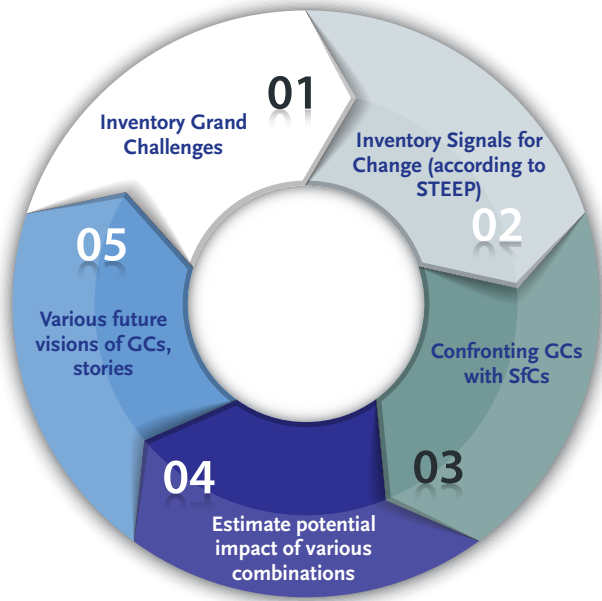 01
Inventory Grand
Challenges
Inventory Signals for
Change (according to
STEEP)
02
Confronting GCs
with SfCs
03
04
Estimate potential
impact of various
combinations
05
Various future
visions of GCs,
stories